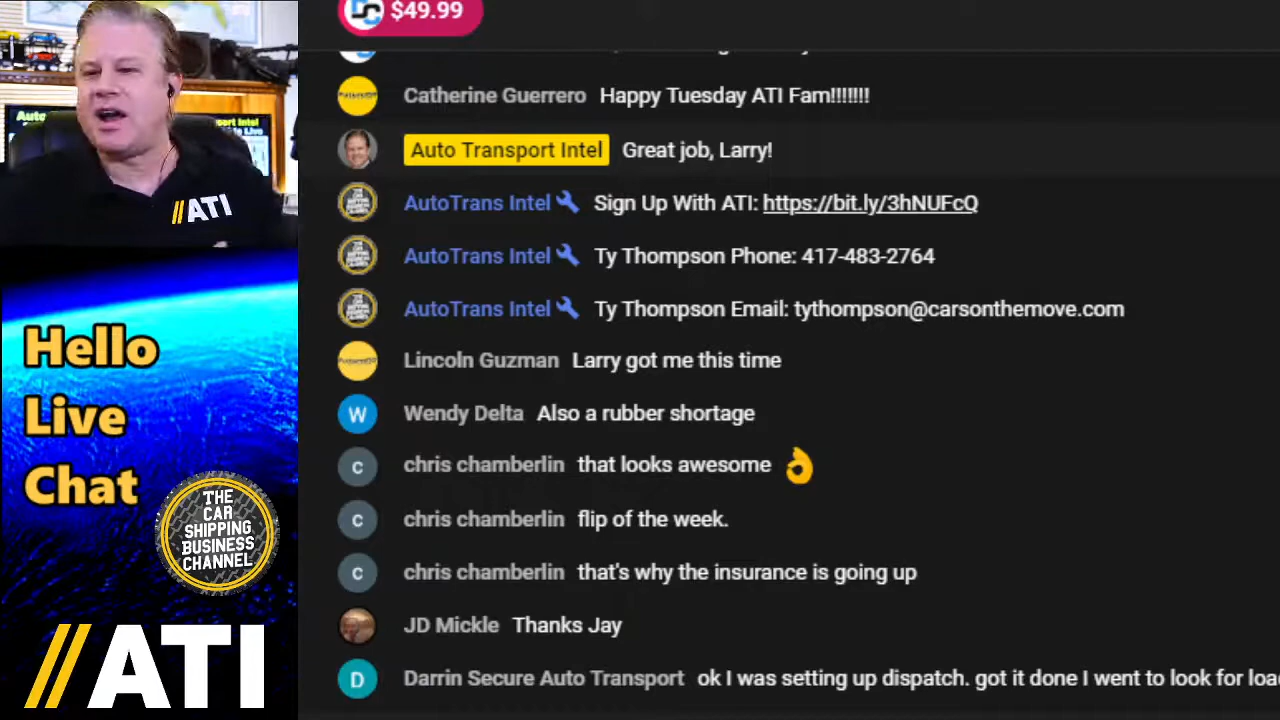 $49.99
Catherine Guerrero Happy Tuesday ATI Fam!!!!!!!
Auto Transport Intel Great job, Larry!
AutoTrans Intel Sign Up With ATI: https://bit.ly/3hNUFcQ
AutoTrans Intel Ty Thompson Phone: 417-483-2764
AutoTrans Intel Ty Thompson Email: tythompson@carsonthemove.com
Lincoln Guzman Larry got me this time
W Wendy Delta Also a rubber shortage
c chris chamberlin that looks awesome 👌
c chris chamberlin flip of the week.
c chris chamberlin that's why the insurance is going up
JD Mickle Thanks Jay
D Darrin Secure Auto Transport ok I was setting up dispatch. got it done I went to look for loa
//ATI
Hello
Live
Chat
THE
CAR
SHIPPING
BUSINESS
CHANNEL
//ATI